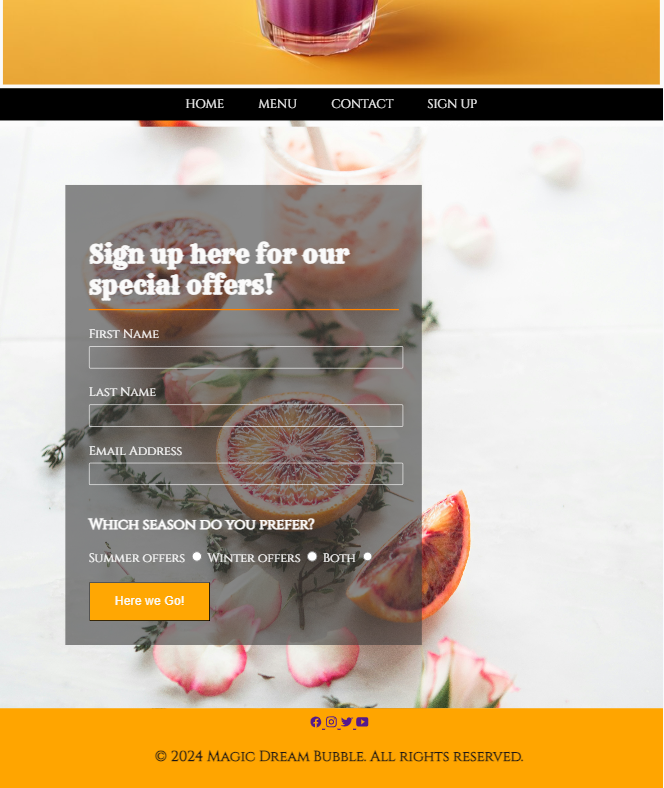 HOME MENU CONTACT SIGN UP
Sign up here for our
special offers!
First Name
Last Name
Email Address
Which season do you prefer?
Summer offers Winter offers Both
Here we Go!
© 2024 Magic Dream Bubble. All rights reserved.